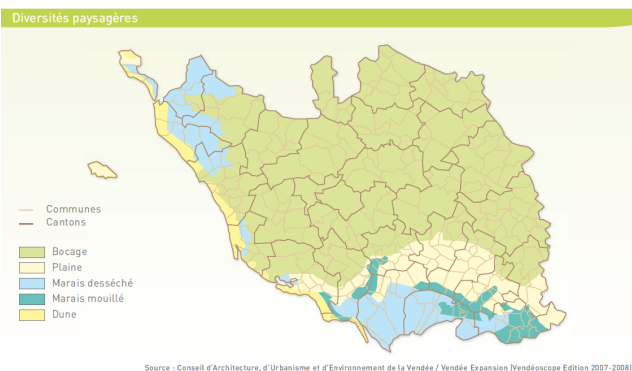 Diversités paysagères
Communes
Cantons
Bocage
Plaine
Marais desséché
Marais mouillé
Dune
Source : Conseil d'Architecture, d'Urbanisme et d'Environnement de la Vendée / Vendée Expansion (Vendéoscope Edition 2007-2008)